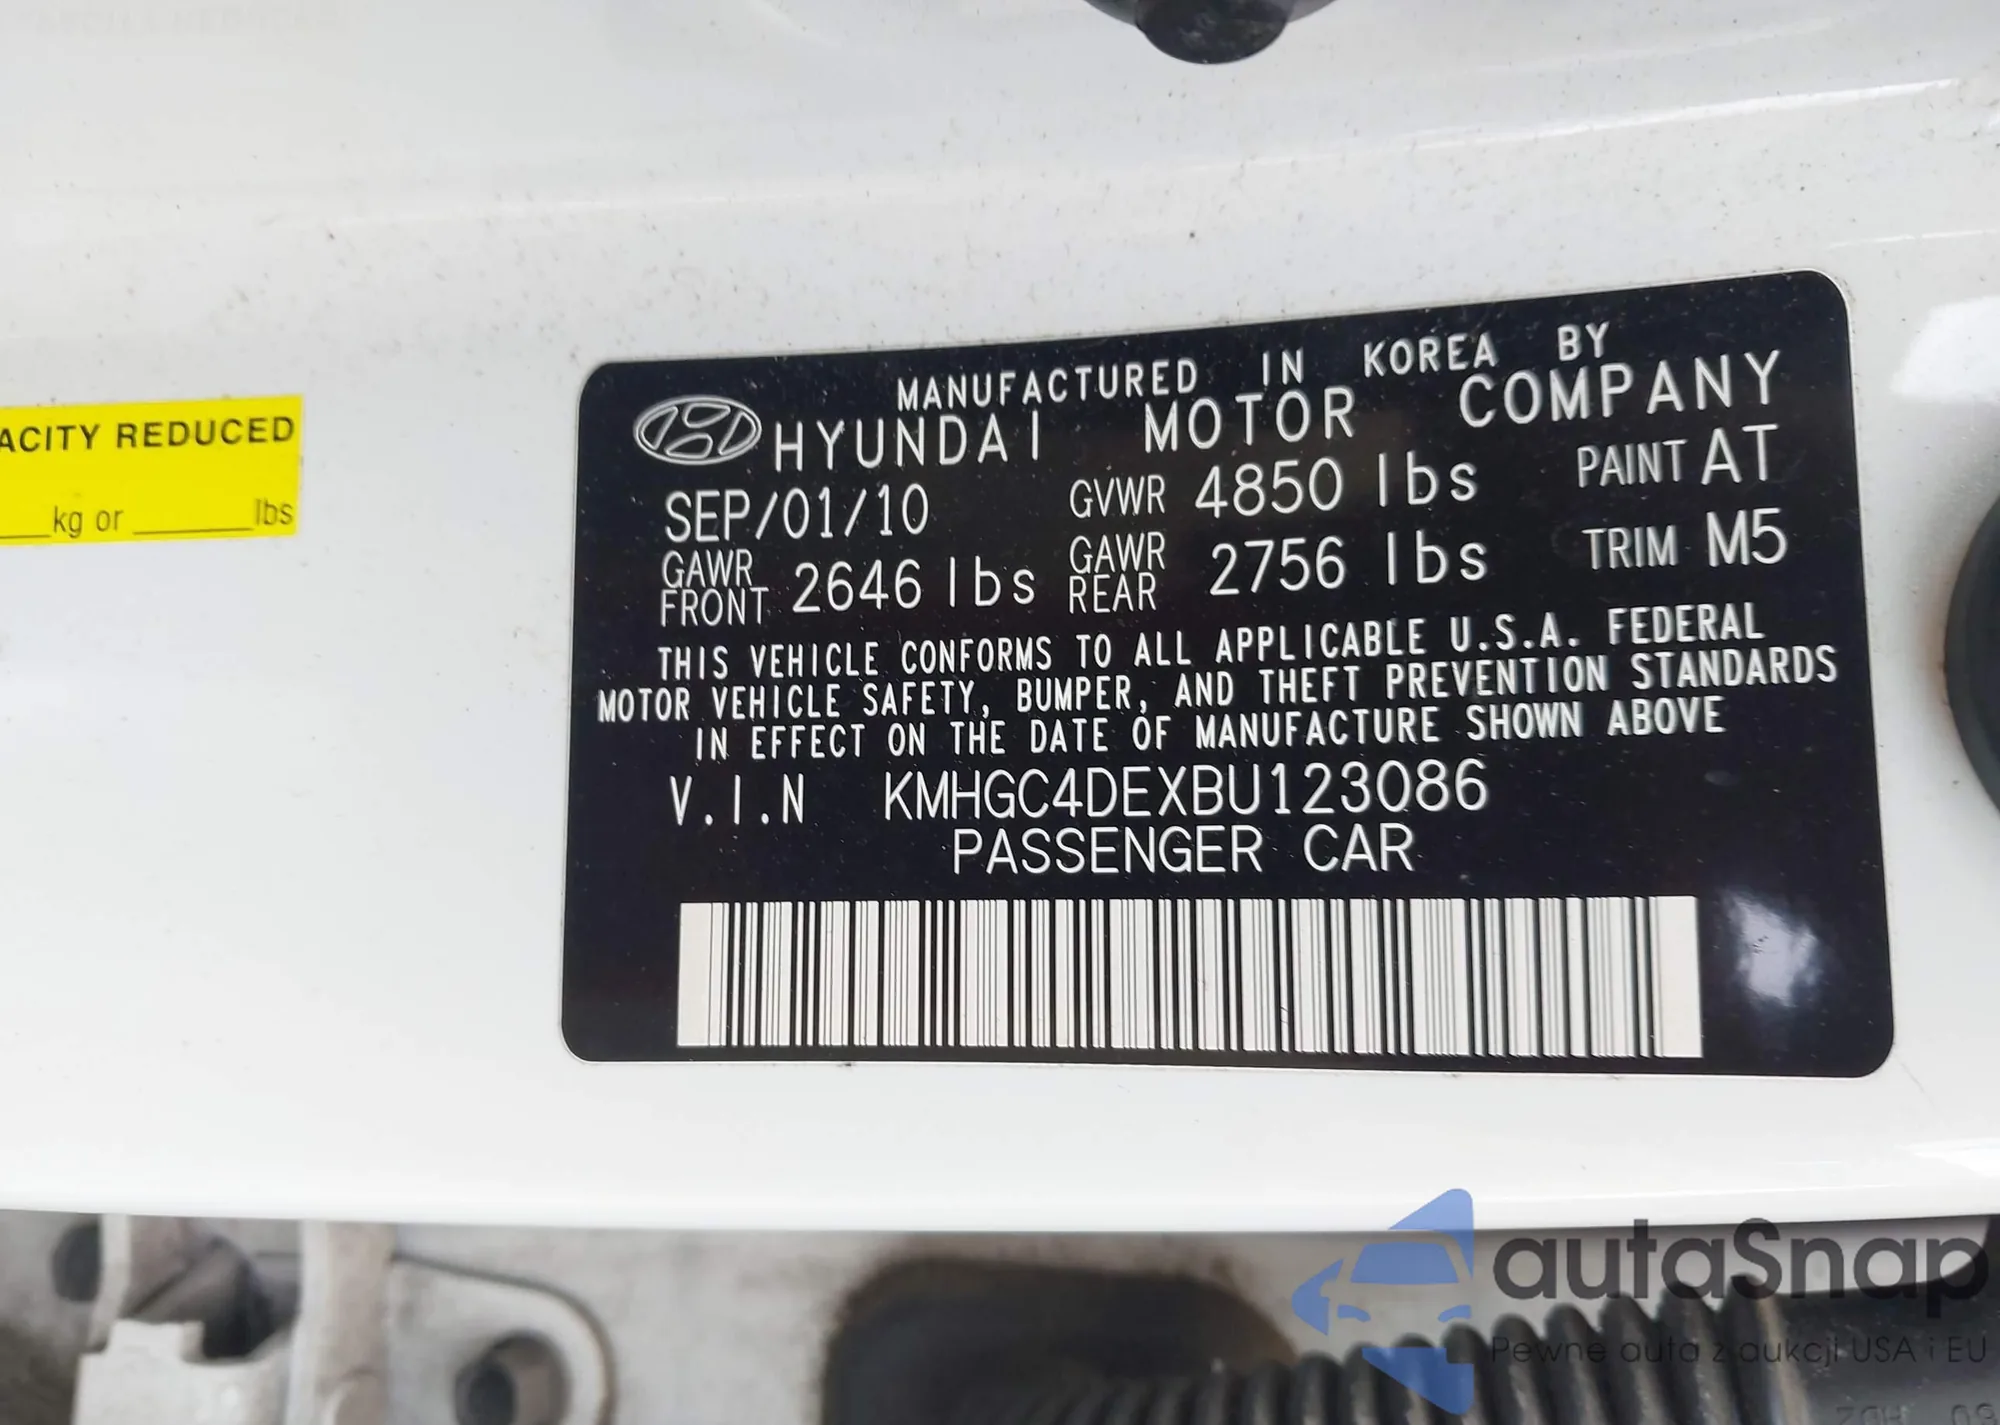 ACITY REDUCED
kg or lbs
MANUFACTURED IN KOREA BY
HYUNDAI MOTOR COMPANY
SEP/01/10 GVWR 4850 lbs PAINT AT
GAWR FRONT 2646 lbs GAWR REAR 2756 lbs TRIM M5
THIS VEHICLE CONFORMS TO ALL APPLICABLE U.S.A. FEDERAL
MOTOR VEHICLE SAFETY, BUMPER, AND THEFT PREVENTION STANDARDS
IN EFFECT ON THE DATE OF MANUFACTURE SHOWN ABOVE
V.I.N KMHGC4DEXBU123086
PASSENGER CAR
autoSnap
Pewne auta z aukcji USA i EU